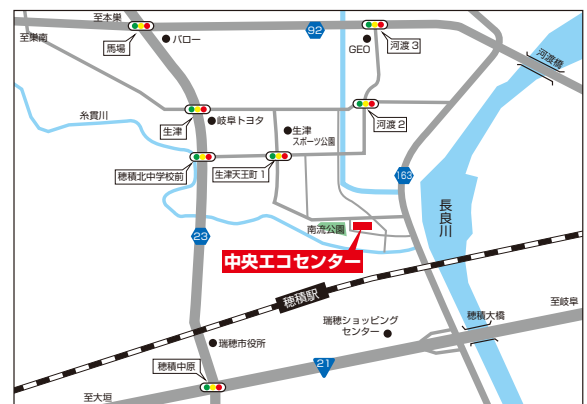 至本巣
至巣南
馬場
バロー
92
GEO
河渡 3
河渡橋
糸貫川
生津
岐阜トヨタ
生津
スポーツ公園
河渡 2
穂積北中学校前
生津天王町 1
163
長良川
南流公園
23
中央エコセンター
穂積駅
瑞穂ショッピング
センター
穂積大橋
至岐阜
瑞穂市役所
穂積中原
21
至大垣